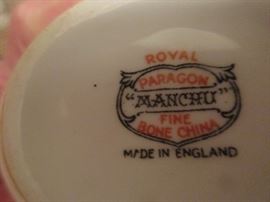 ROYAL
PARAGON
"MANCHU"
FINE
BONE CHINA
MADE IN ENGLAND